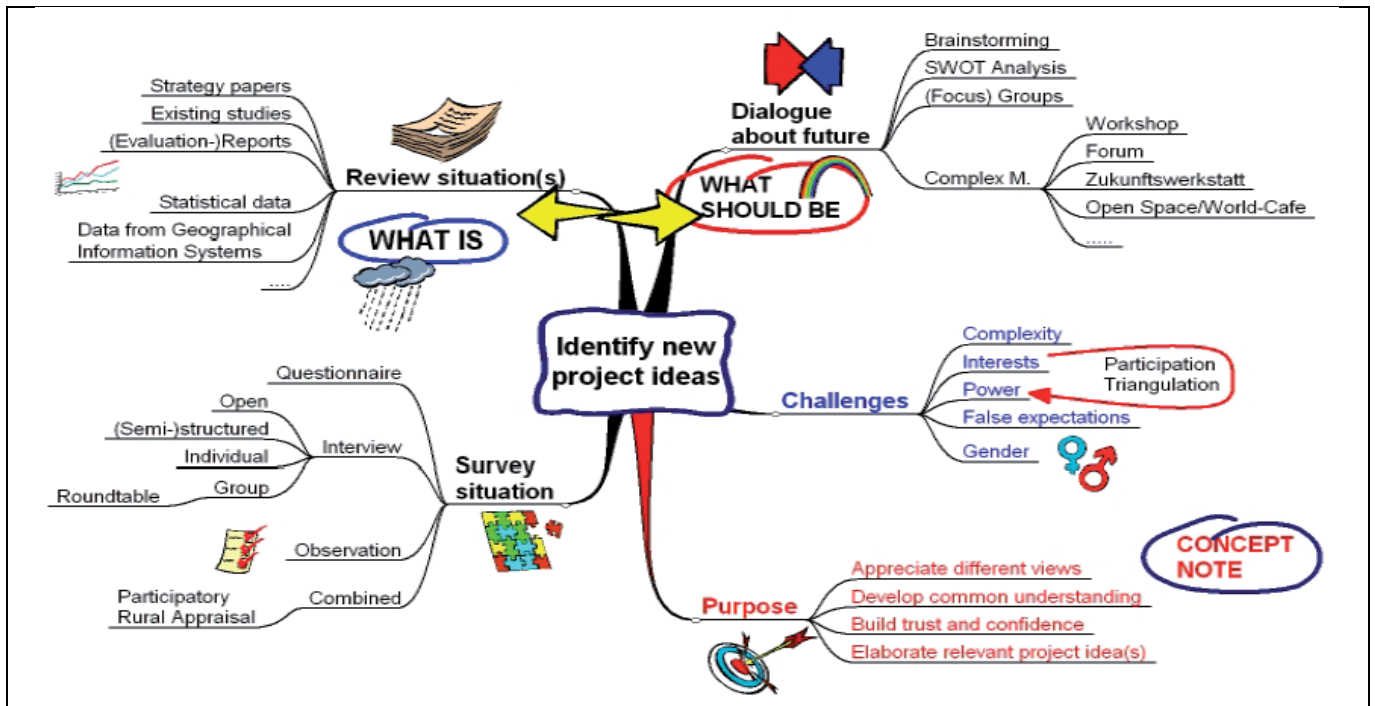 Identify new
project ideas
Review situation(s)
Strategy papers
Existing studies
(Evaluation-)Reports
Statistical data
Data from Geographical
Information Systems
....
WHAT IS
Dialogue
about future
Brainstorming
SWOT Analysis
(Focus) Groups
Complex M.
Workshop
Forum
Zukunftswerkstatt
Open Space/World-Cafe
.....
WHAT
SHOULD BE
Challenges
Complexity
Interests
Power
False expectations
Gender
Participation
Triangulation
Survey
situation
Questionnaire
Interview
Open
(Semi-)structured
Individual
Group
Roundtable
Observation
Combined
Participatory
Rural Appraisal
Purpose
Appreciate different views
Develop common understanding
Build trust and confidence
Elaborate relevant project idea(s)
CONCEPT
NOTE